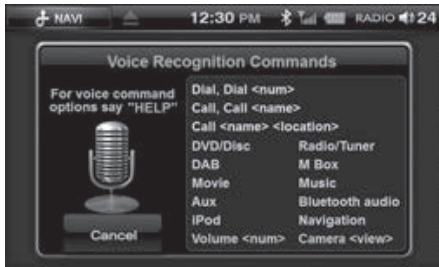 NAVI 12:30 PM RADIO 24
Voice Recognition Commands
For voice command
options say "HELP"
Cancel
Dial, Dial <num>
Call, Call <name>
Call <name> <location>
DVD/Disc Radio/Tuner
DAB M Box
Movie Music
Aux Bluetooth audio
iPod Navigation
Volume <num> Camera <view>